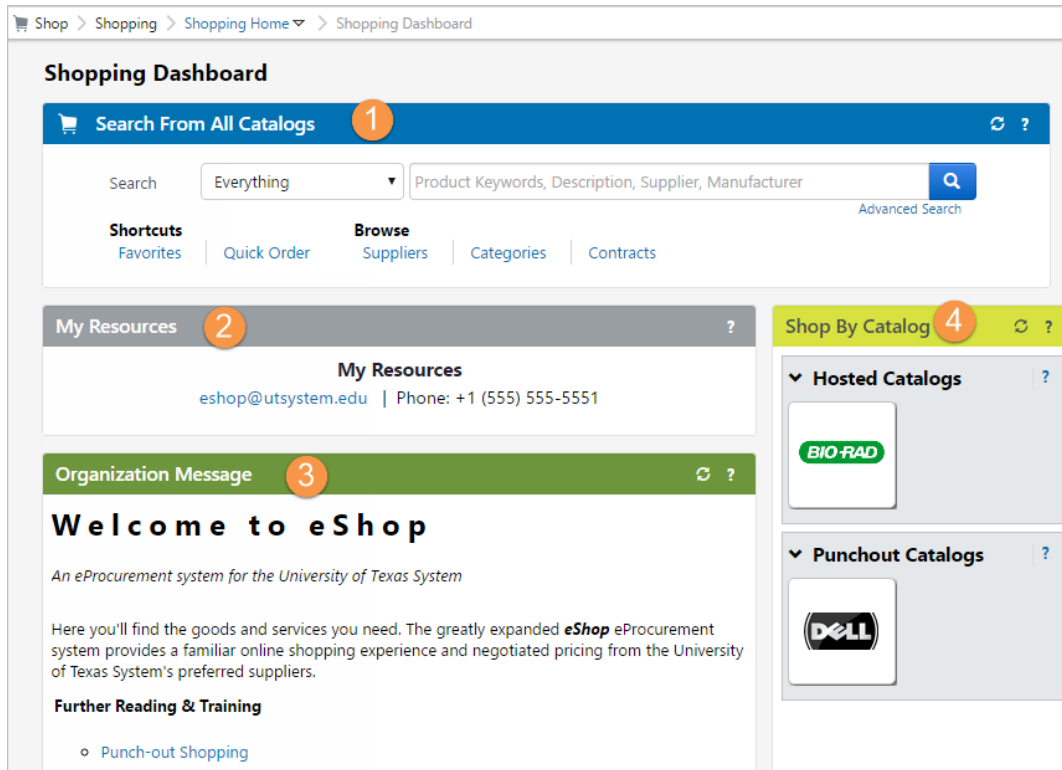 Shop > Shopping > Shopping Home > Shopping Dashboard
Shopping Dashboard
Search From All Catalogs 1 ?
Search Everything Product Keywords, Description, Supplier, Manufacturer
Advanced Search
Shortcuts Browse
Favorites Quick Order Suppliers Categories Contracts
My Resources 2 ?
My Resources
eshop@utsystem.edu | Phone: +1 (555) 555-5551
Organization Message 3 ?
Welcome to eShop
An eProcurement system for the University of Texas System
Here you'll find the goods and services you need. The greatly expanded eShop eProcurement
system provides a familiar online shopping experience and negotiated pricing from the University
of Texas System's preferred suppliers.
Further Reading & Training
Punch-out Shopping
Shop By Catalog 4 ?
Hosted Catalogs ?
BIO-RAD
Punchout Catalogs ?
DELL